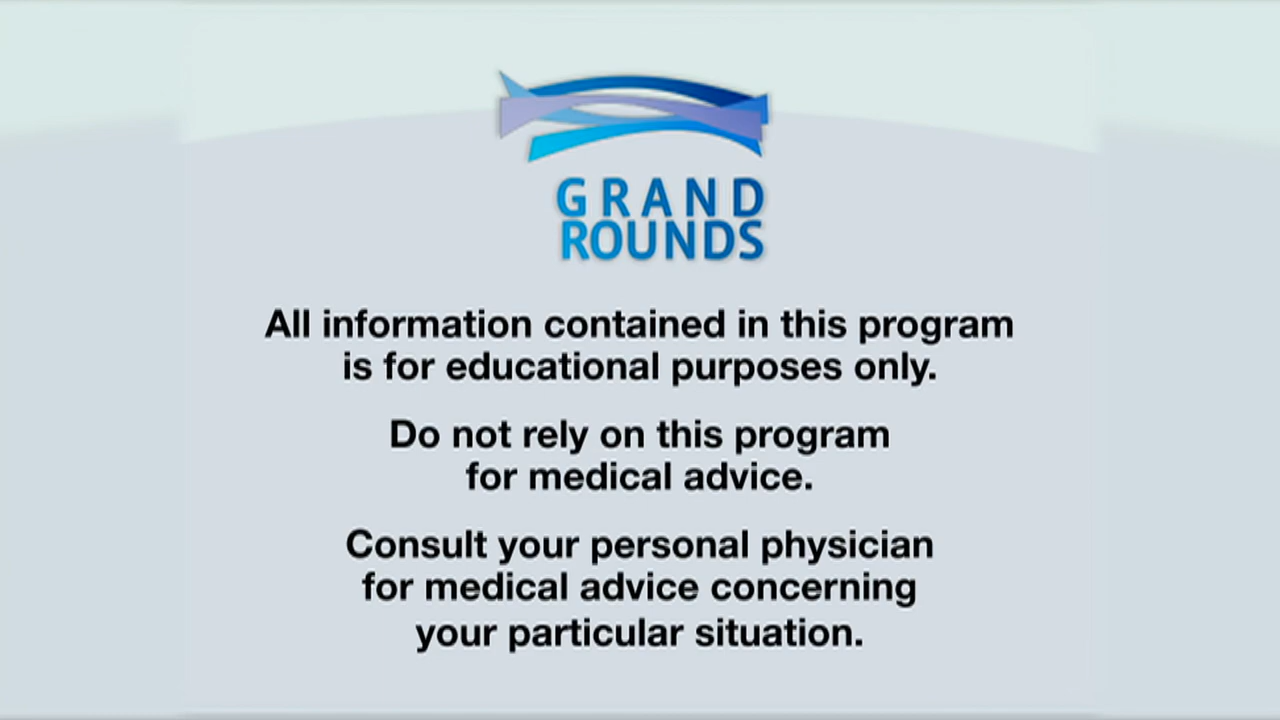 GRAND
ROUNDS
All information contained in this program
is for educational purposes only.
Do not rely on this program
for medical advice.
Consult your personal physician
for medical advice concerning
your particular situation.